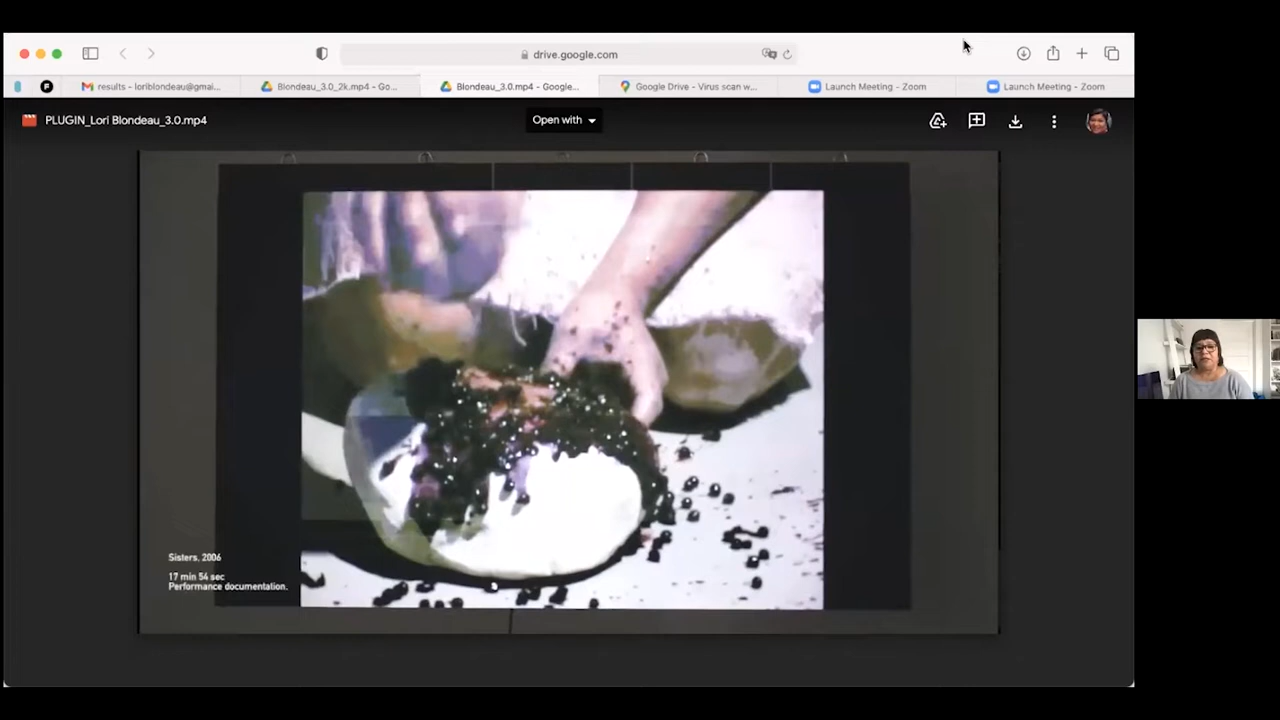 drive.google.com
results - loriblondeau@gmai...
Blondeau_3.0_2k.mp4 - Go...
Blondeau_3.0.mp4 - Google...
Google Drive - Virus scan w...
Launch Meeting - Zoom
Launch Meeting - Zoom
PLUGIN_Lori Blondeau_3.0.mp4
Open with
Sisters, 2006
17 min 54 sec
Performance documentation.